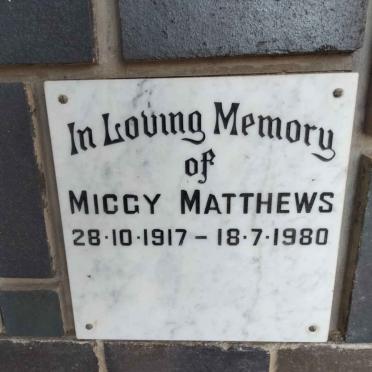 In Loving Memory
of
MIGGY MATTHEWS
28·10·1917 – 18·7·1980